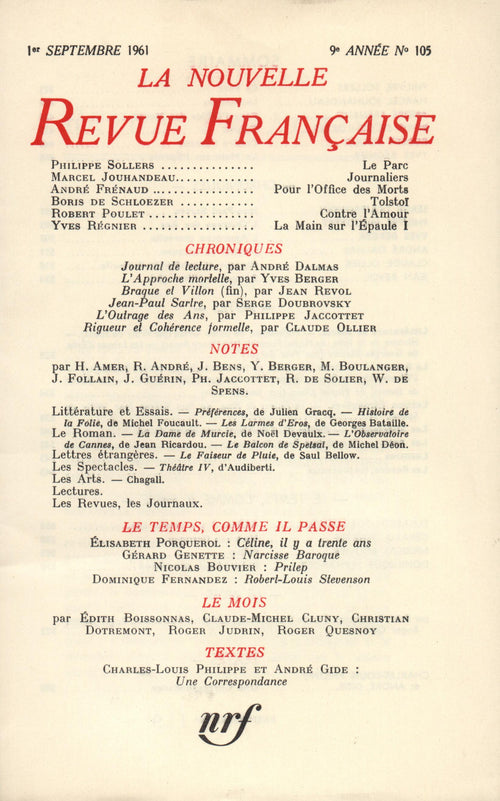 1er SEPTEMBRE 1961 9e ANNÉE No 105
LA NOUVELLE
REVUE FRANÇAISE
PHILIPPE SOLLERS ............... Le Parc
MARCEL JOUHANDEAU............ Journaliers
ANDRÉ FRÉNAUD ............... Pour l'Office des Morts
BORIS DE SCHLOEZER ............ Tolstoï
ROBERT POULET ................ Contre l'Amour
YVES RÉGNIER ................. La Main sur l'Épaule I
CHRONIQUES
Journal de lecture, par ANDRÉ DALMAS
L'Approche mortelle, par YVES BERGER
Braque et Villon (fin), par JEAN REVOL
Jean-Paul Sartre, par SERGE DOUBROVSKY
L'Outrage des Ans, par PHILIPPE JACCOTTET
Rigueur et Cohérence formelle, par CLAUDE OLLIER
NOTES
par H. AMER, R. ANDRÉ, J. BENS, Y. BERGER, M. BOULANGER,
J. FOLLAIN, J. GUÉRIN, PH. JACCOTTET, R. DE SOLIER, W. DE
SPENS.
Littérature et Essais. — Préférences, de Julien Gracq. — Histoire de
la Folie, de Michel Foucault. — Les Larmes d'Eros, de Georges Bataille.
Le Roman. — La Dame de Murcie, de Noël Devaulx. — L'Observatoire
de Cannes, de Jean Ricardou. — Le Balcon de Spetsaï, de Michel Déon.
Lettres étrangères. — Le Faiseur de Pluie, de Saul Bellow.
Les Spectacles. — Théâtre IV, d'Audiberti.
Les Arts. — Chagall.
Lectures.
Les Revues, les Journaux.
LE TEMPS, COMME IL PASSE
ÉLISABETH PORQUEROL : Céline, il y a trente ans
GÉRARD GENETTE : Narcisse Baroque
NICOLAS BOUVIER : Prilep
DOMINIQUE FERNANDEZ : Robert-Louis Stevenson
LE MOIS
par ÉDITH BOISSONNAS, CLAUDE-MICHEL CLUNY, CHRISTIAN
DOTREMONT, ROGER JUDRIN, ROGER QUESNOY
TEXTES
CHARLES-LOUIS PHILIPPE ET ANDRÉ GIDE :
Une Correspondance
nrf